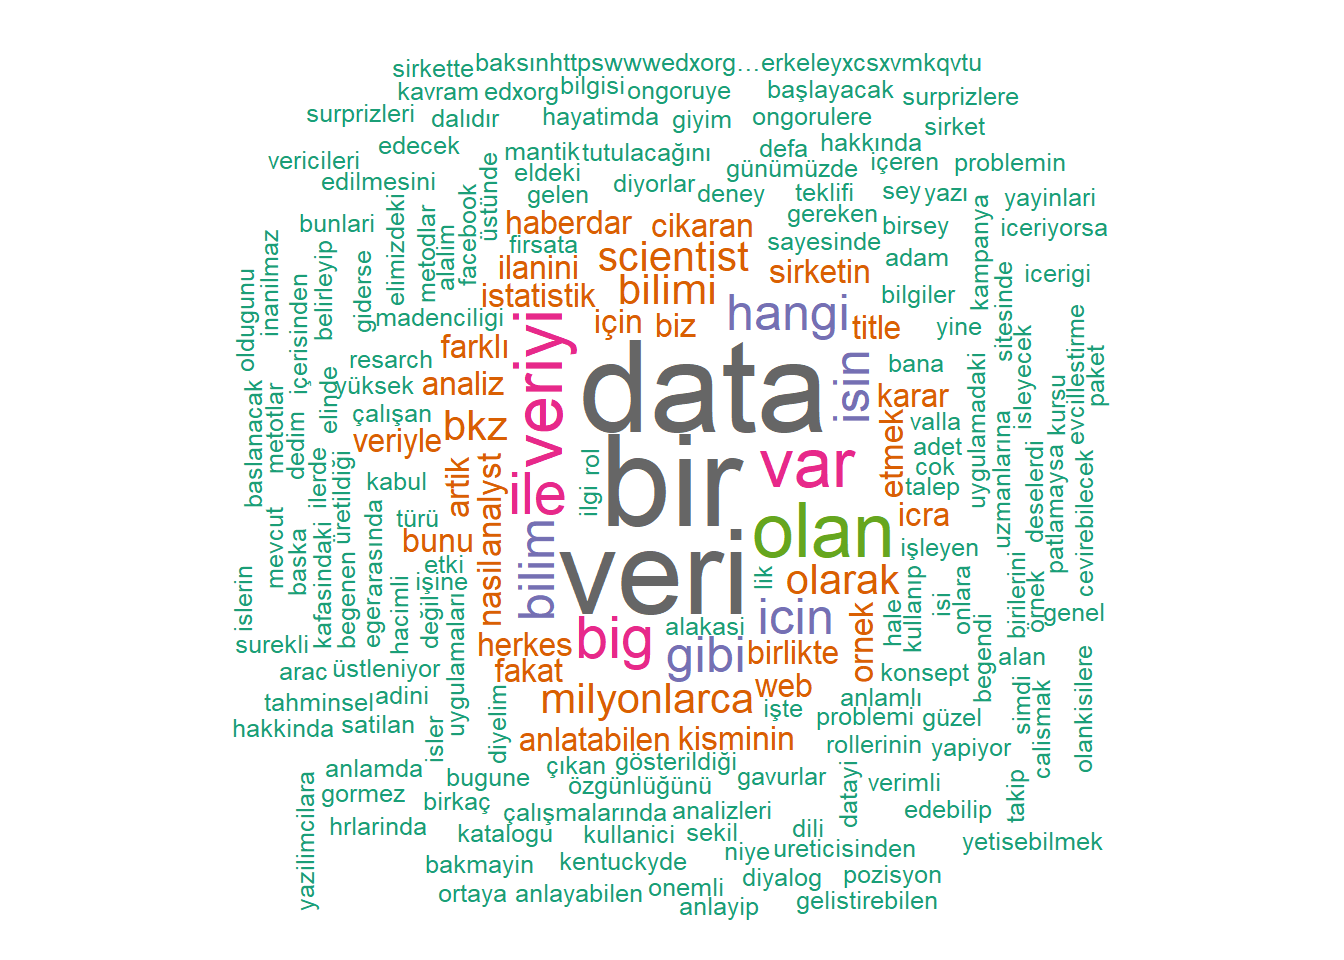 sirkette baksınhttpswwwedxorg…erkeleyxcsxvmkqvtu
kavram edxorg bilgisi ongoruye başlayacak surprizlere
surprizleri dalıdır hayatimda giyim ongorulere sirket
vericileri edecek mantik tutulacağını defa hakkında
edilmesini eldeki günümüzde içeren problemin
gelen diyorlar deney teklifi sey yazı yayinlari
bunlari üstünde haberdar cikaran gereken birsey kampanya iceriyorsa
facebook firsata sayesinde
inanilmaz belirleyip giderse elimizdeki metodlar alalim ilanini scientist sirketin adam icerigi
oldugunu içerisinden istatistik bilimi bilgiler sitesinde
madenciligi için biz hangi title yine
resarch farklı veriyi data isin bana isleyecek evcillestirme paket
yüksek analiz karar
baslanacak metotlar dedim elinde çalışan bkz valla uygulamadaki kursu
veriyle bir var etmek adet
ilerde üretildiği kabul artik nasilanalyst ile ilgi rol cok uzmanlarına deselerdi patlamaysa cevirebilecek
talep
mevcut baska kafasindaki türü icra
egerarasında bunu bilim veri olan işleyen
etki lik olarak
islerin begenen hacimli değil işine uygulamalarıe hale kullanıp isi onlara birilerini örnek genel
big alakasi icin ornek
surekli herkes gibi birlikte begendi alan
arac üstleniyor fakat konsept
tahminsel adini milyonlarca web anlamlı simdi calismak olankisilere
işte problemi güzel
hakkinda satilan isler diyelim anlatabilen kisminin rollerinin yapiyor
anlamda bugune çıkan gösterildiği gavurlar datayi verimli takip
yazilimcilara gormez birkaç özgünlüğünü
çalışmalarında analizleri edebilip
hrlarinda katalogu kullanici sekil dili
niye ureticisinden yetisebilmek
bakmayin kentuckyde
diyalog pozisyon
ortaya anlayabilen onemli
anlayip gelistirebilen